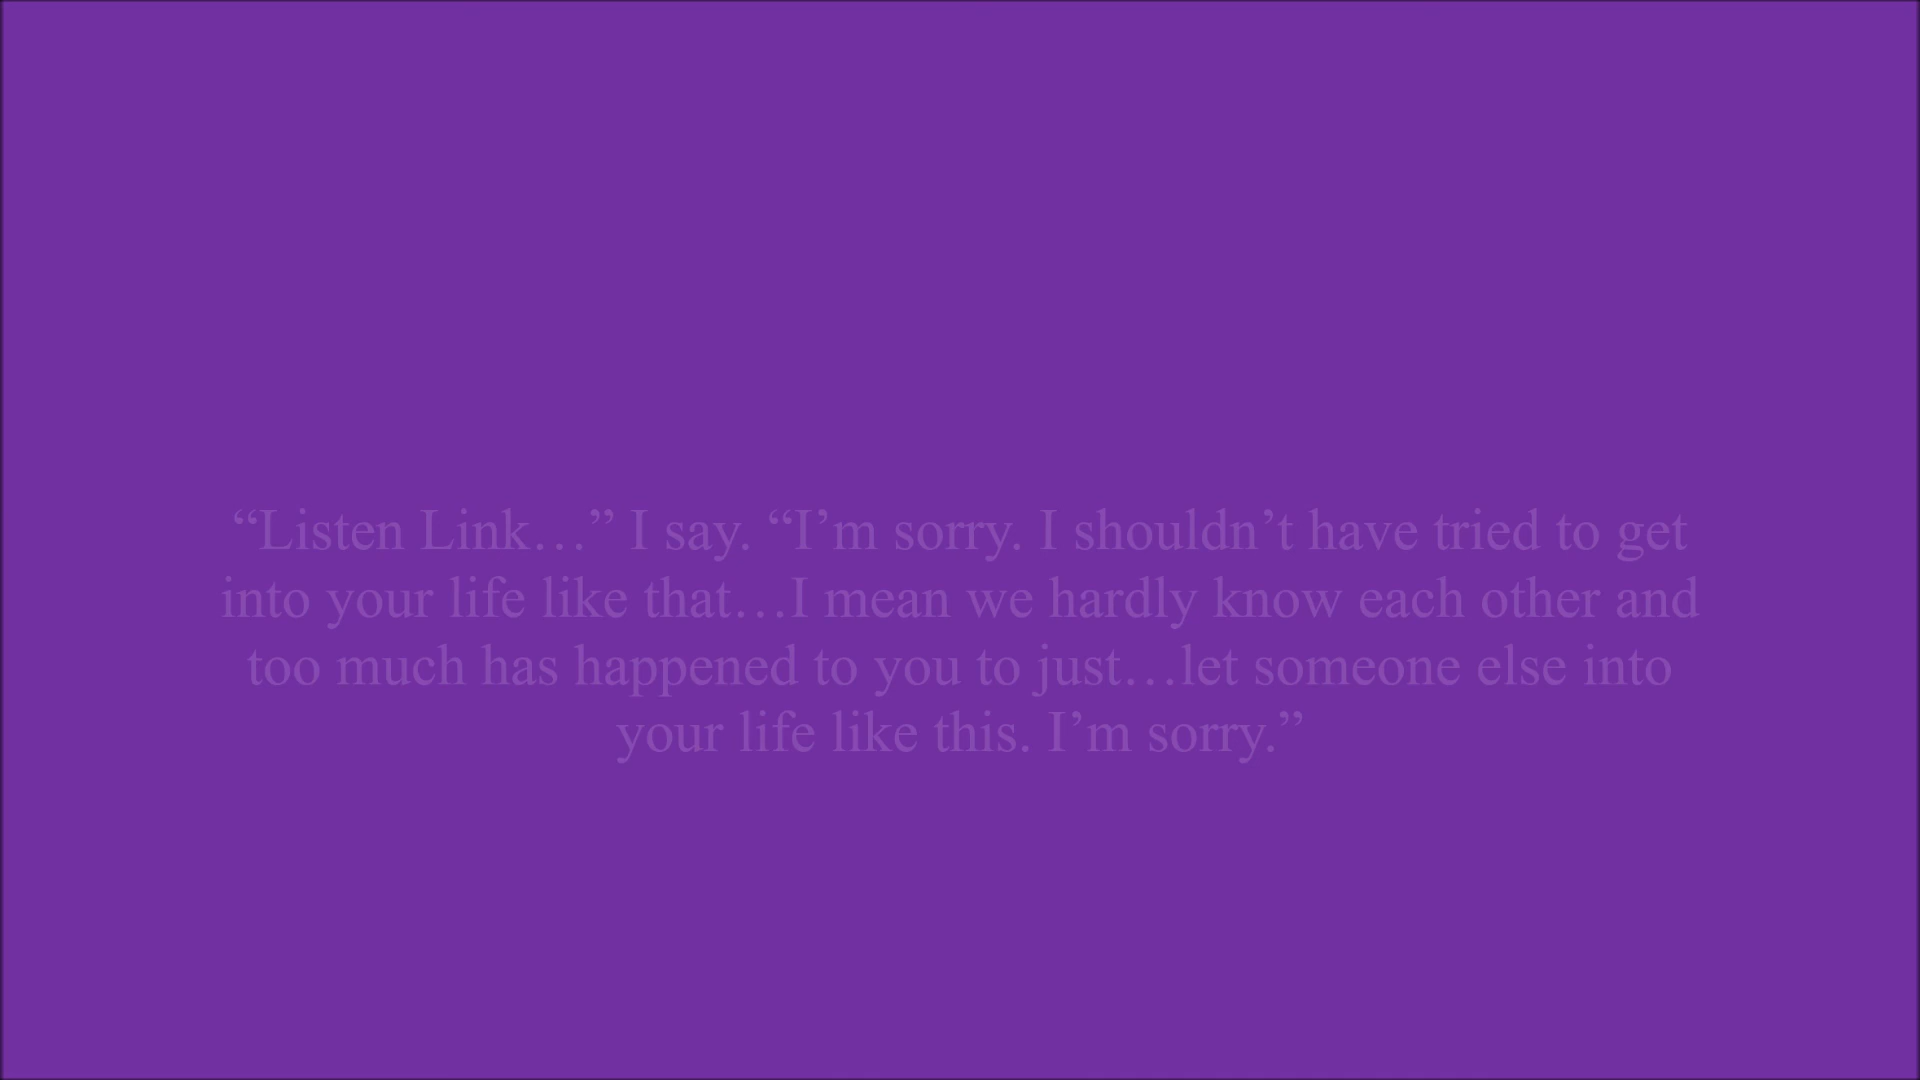 “Listen Link…” I say. “I’m sorry. I shouldn’t have tried to get
into your life like that…I mean we hardly know each other and
too much has happened to you to just…let someone else into
your life like this. I’m sorry.”